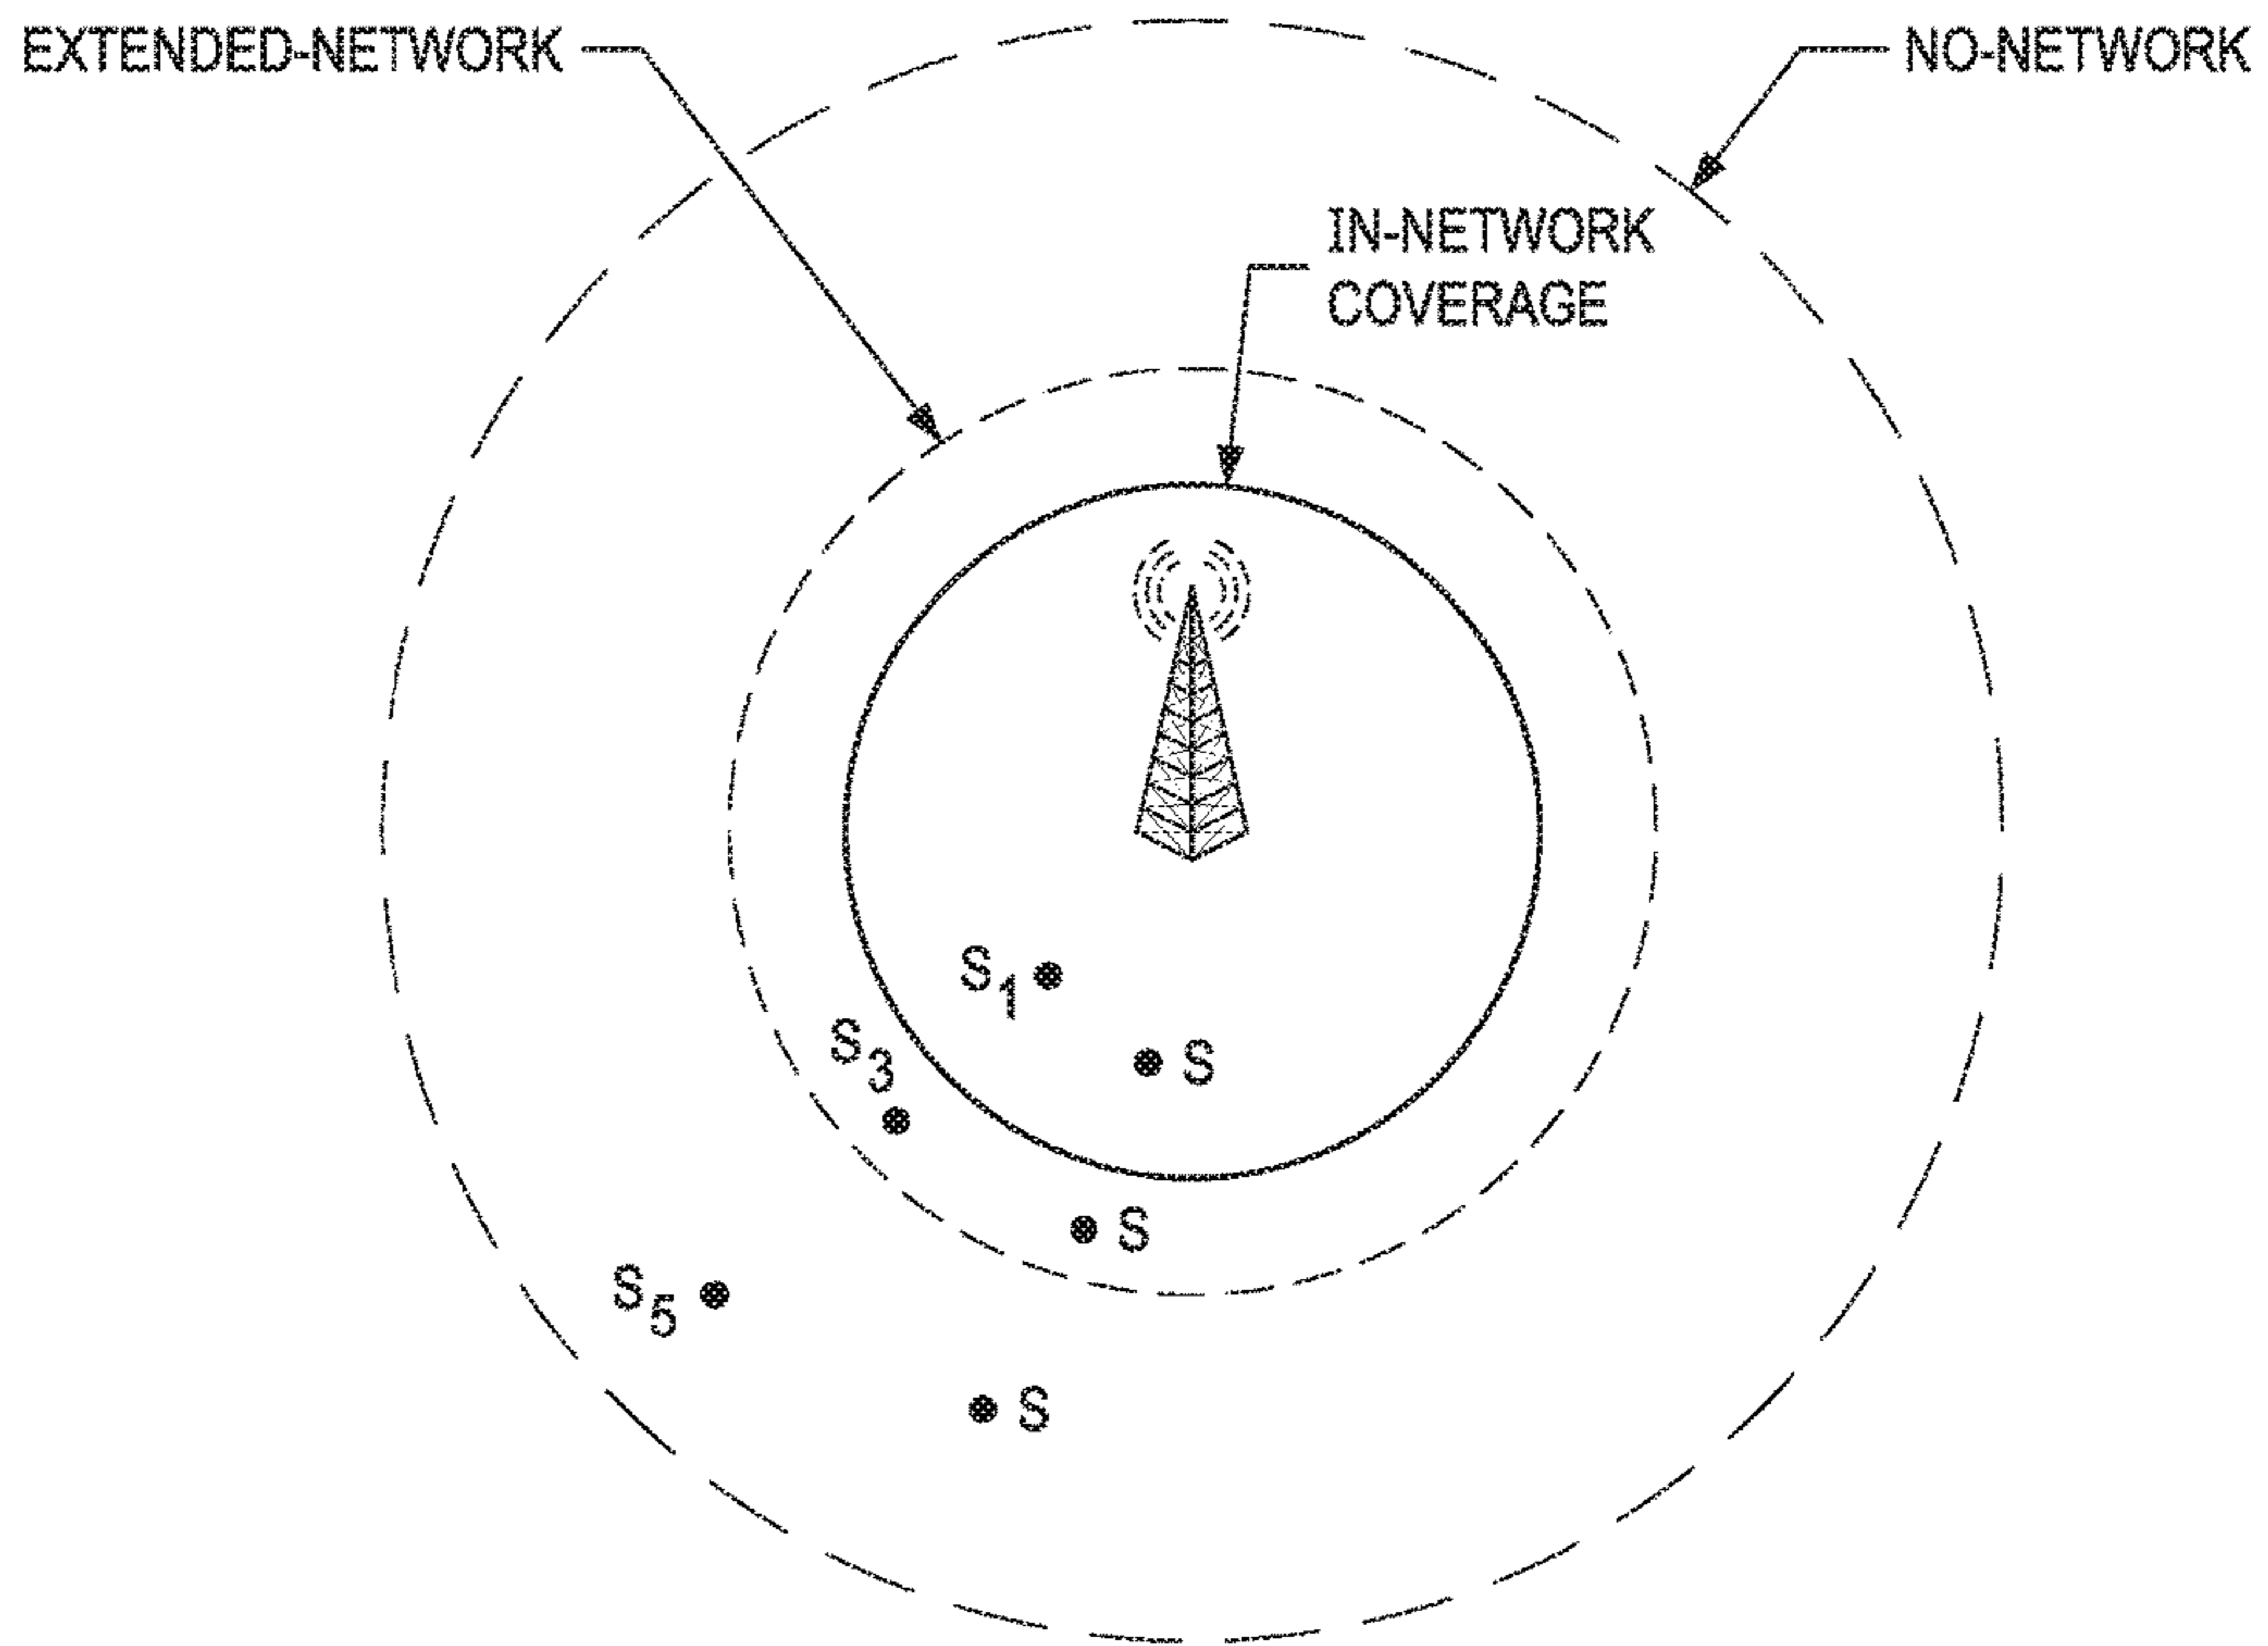 EXTENDED-NETWORK
NO-NETWORK
IN-NETWORK
COVERAGE
S1
S
S3
S
S5
S